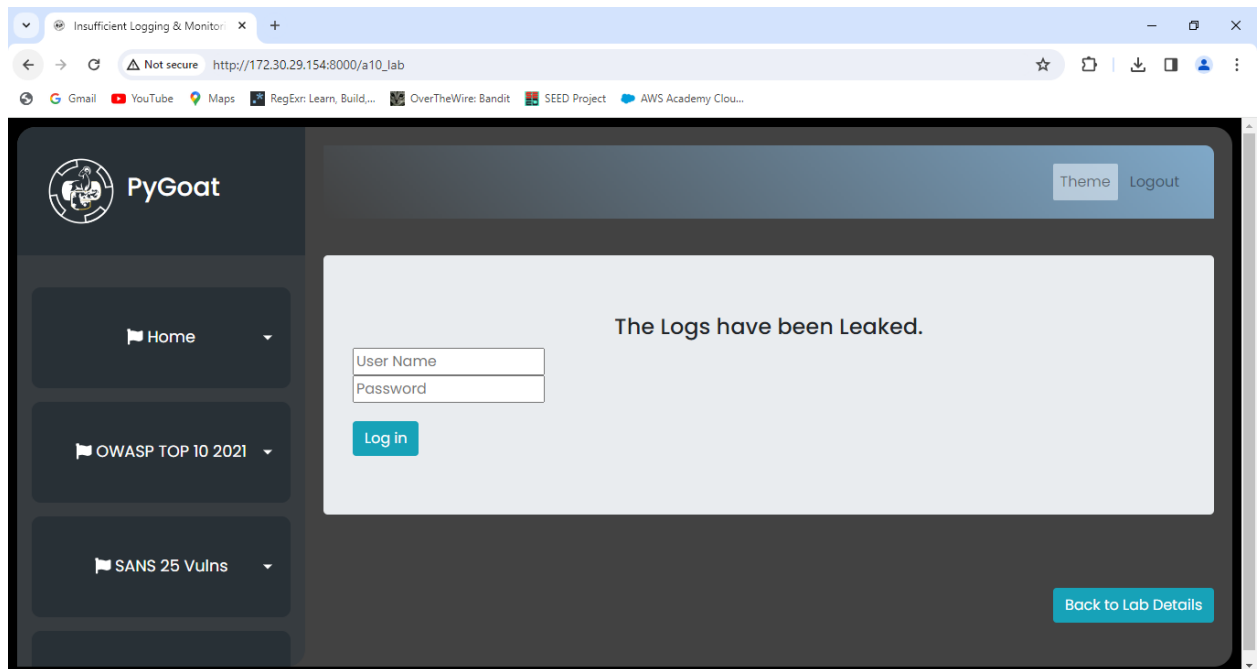 Insufficient Logging & Monitori
Not secure http://172.30.29.154:8000/a10_lab
Gmail YouTube Maps RegExr: Learn, Build,... OverTheWire: Bandit SEED Project AWS Academy Clou...
PyGoat
Theme Logout
The Logs have been Leaked.
User Name
Password
Log in
Home
OWASP TOP 10 2021
SANS 25 Vulns
Back to Lab Details